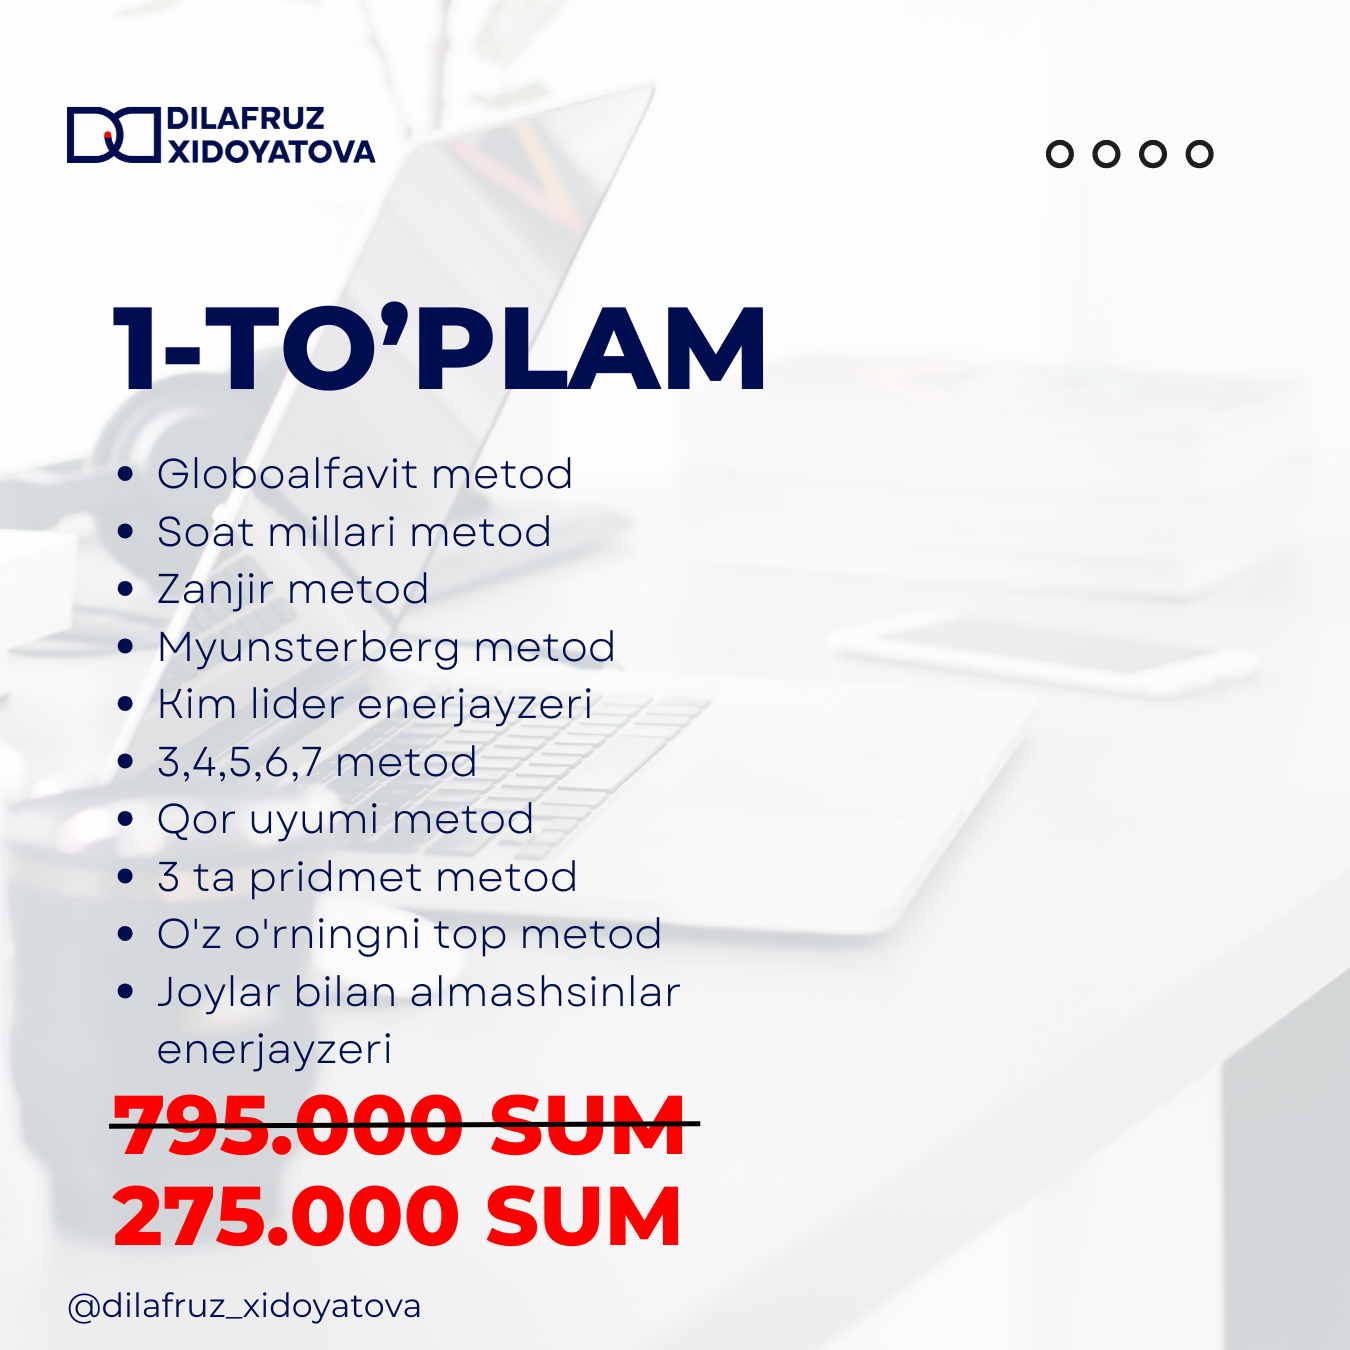 DILAFRUZ
XIDOYATOVA
1-TO’PLAM
• Globoalfavit metod
• Soat millari metod
• Zanjir metod
• Myunsterberg metod
• Kim lider enerjayzeri
• 3,4,5,6,7 metod
• Qor uyumi metod
• 3 ta pridmet metod
• O'z o'rningni top metod
• Joylar bilan almashsinlar
enerjayzeri
795.000 SUM
275.000 SUM
@dilafruz_xidoyatova